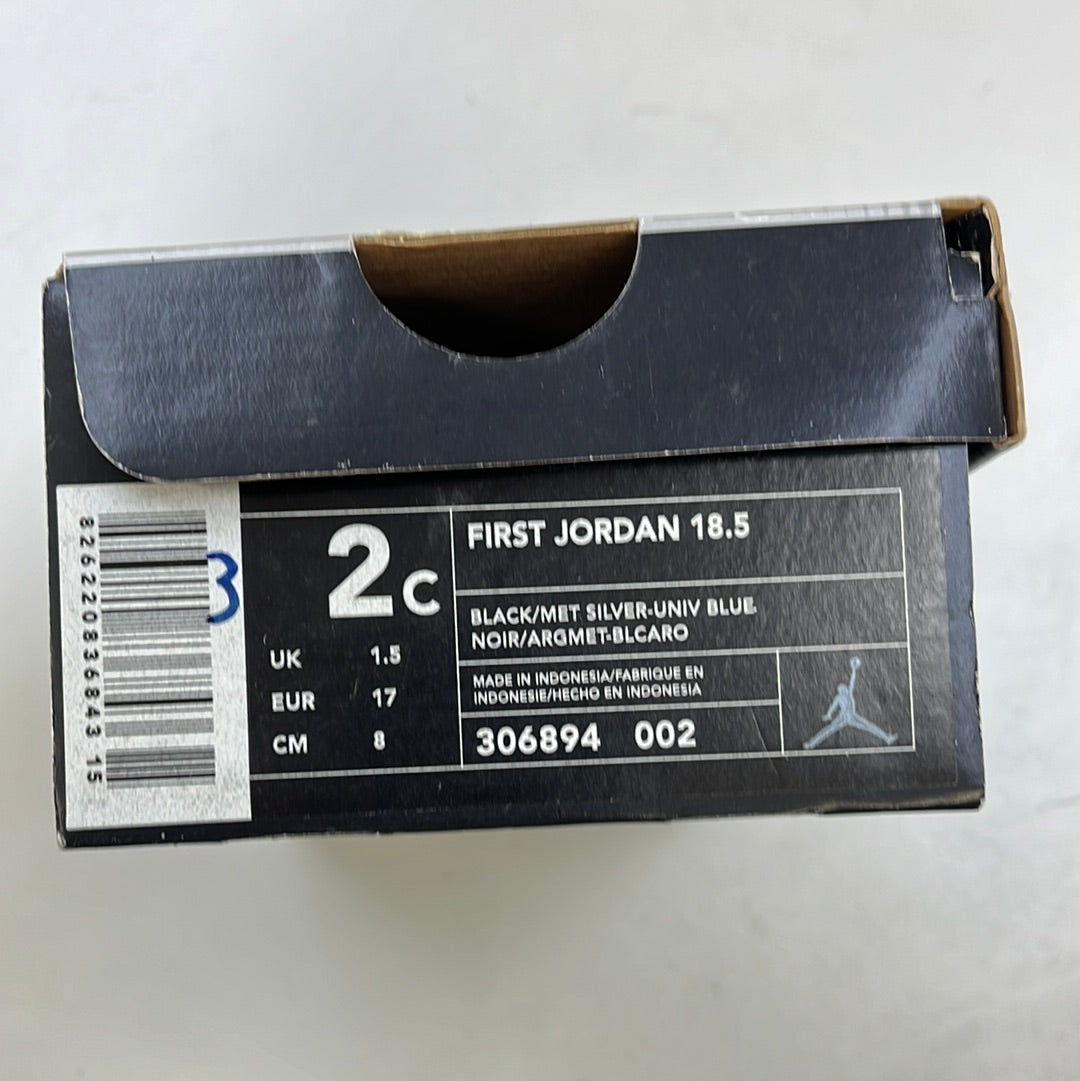 826220836843 15
3
2C
UK 1.5
EUR 17
CM 8
FIRST JORDAN 18.5
BLACK/MET SILVER-UNIV BLUE
NOIR/ARGMET-BLCARO
MADE IN INDONESIA/FABRIQUE EN
INDONESIE/HECHO EN INDONESIA
306894 002